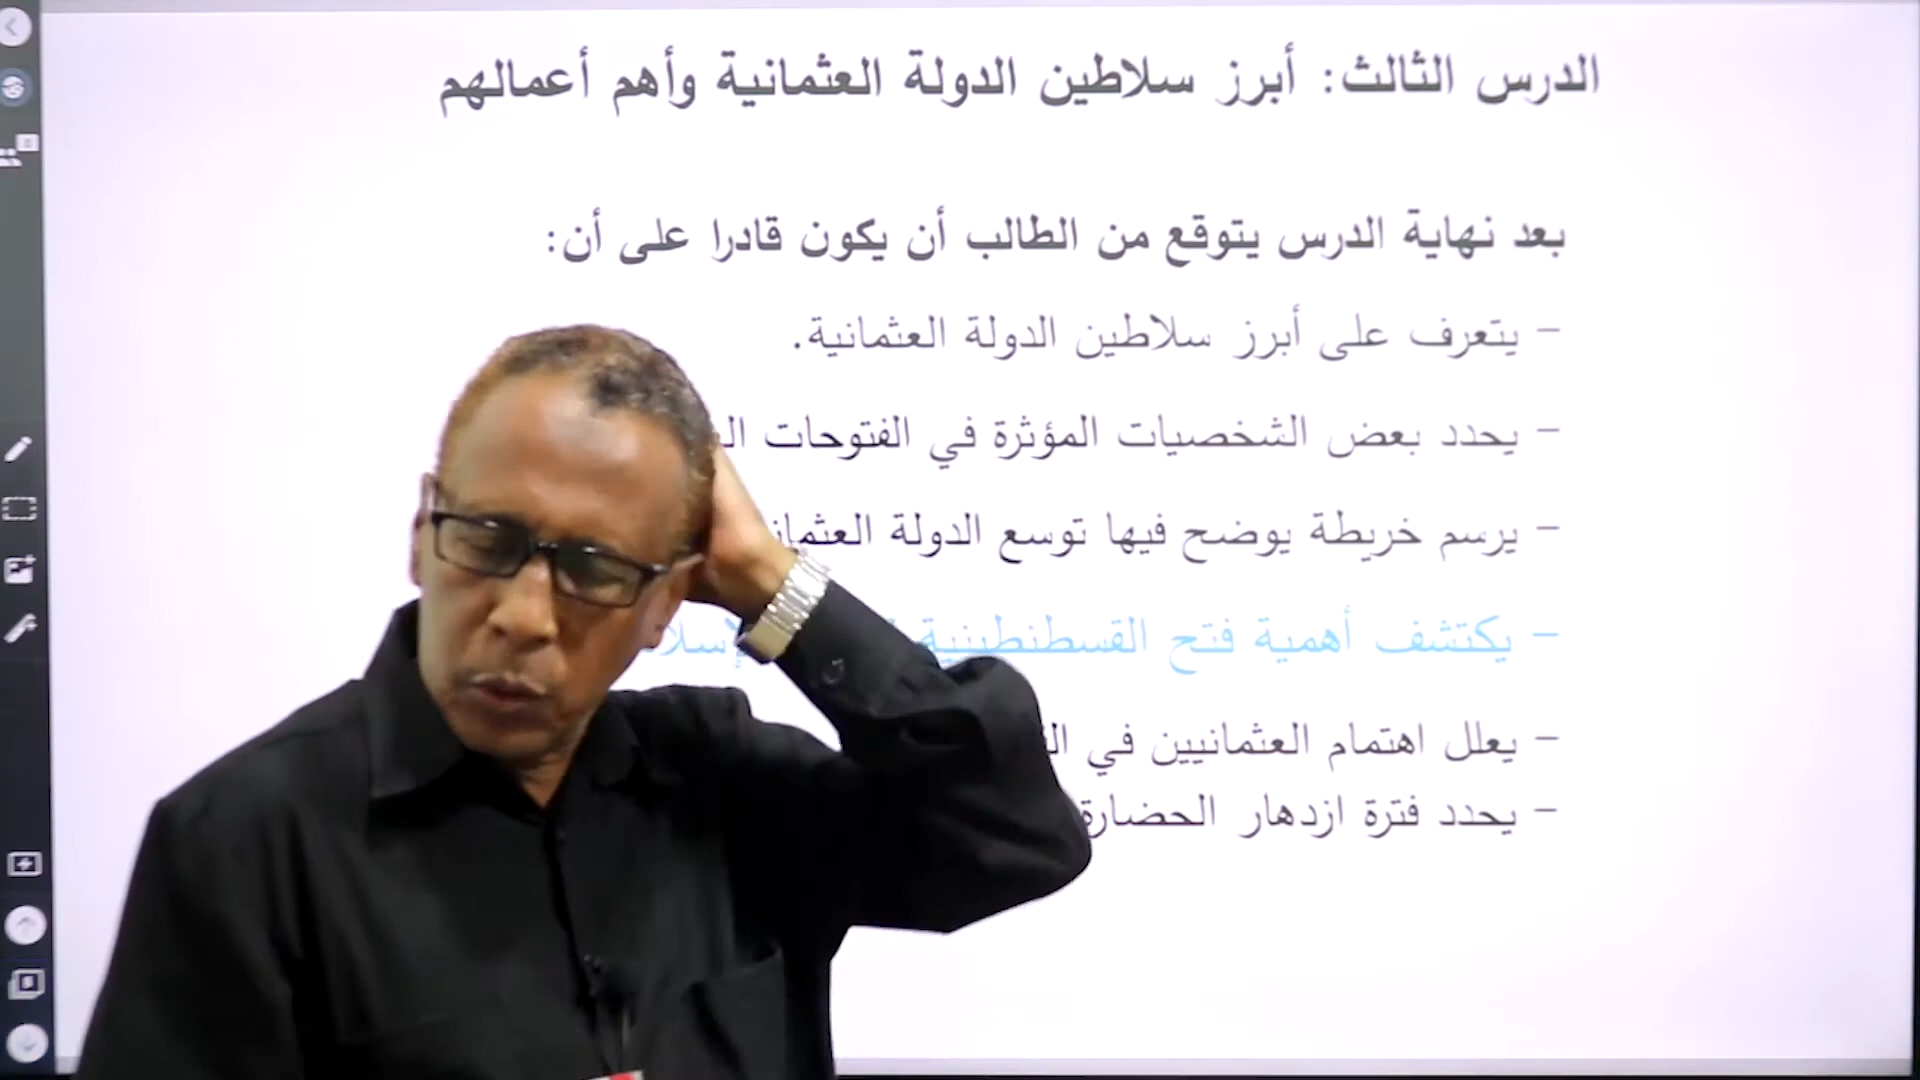 الدرس الثالث: أبرز سلاطين الدولة العثمانية وأهم أعمالهم
بعد نهاية الدرس يتوقع من الطالب أن يكون قادرا على أن:
- يتعرف على أبرز سلاطين الدولة العثمانية.
- يحدد بعض الشخصيات المؤثرة في الفتوحات
- يرسم خريطة يوضح فيها توسع الدولة
- يكتشف أهمية فتح القسطنطينية
- يعلل اهتمام العثمانيين في
- يحدد فترة ازدهار الحضارة